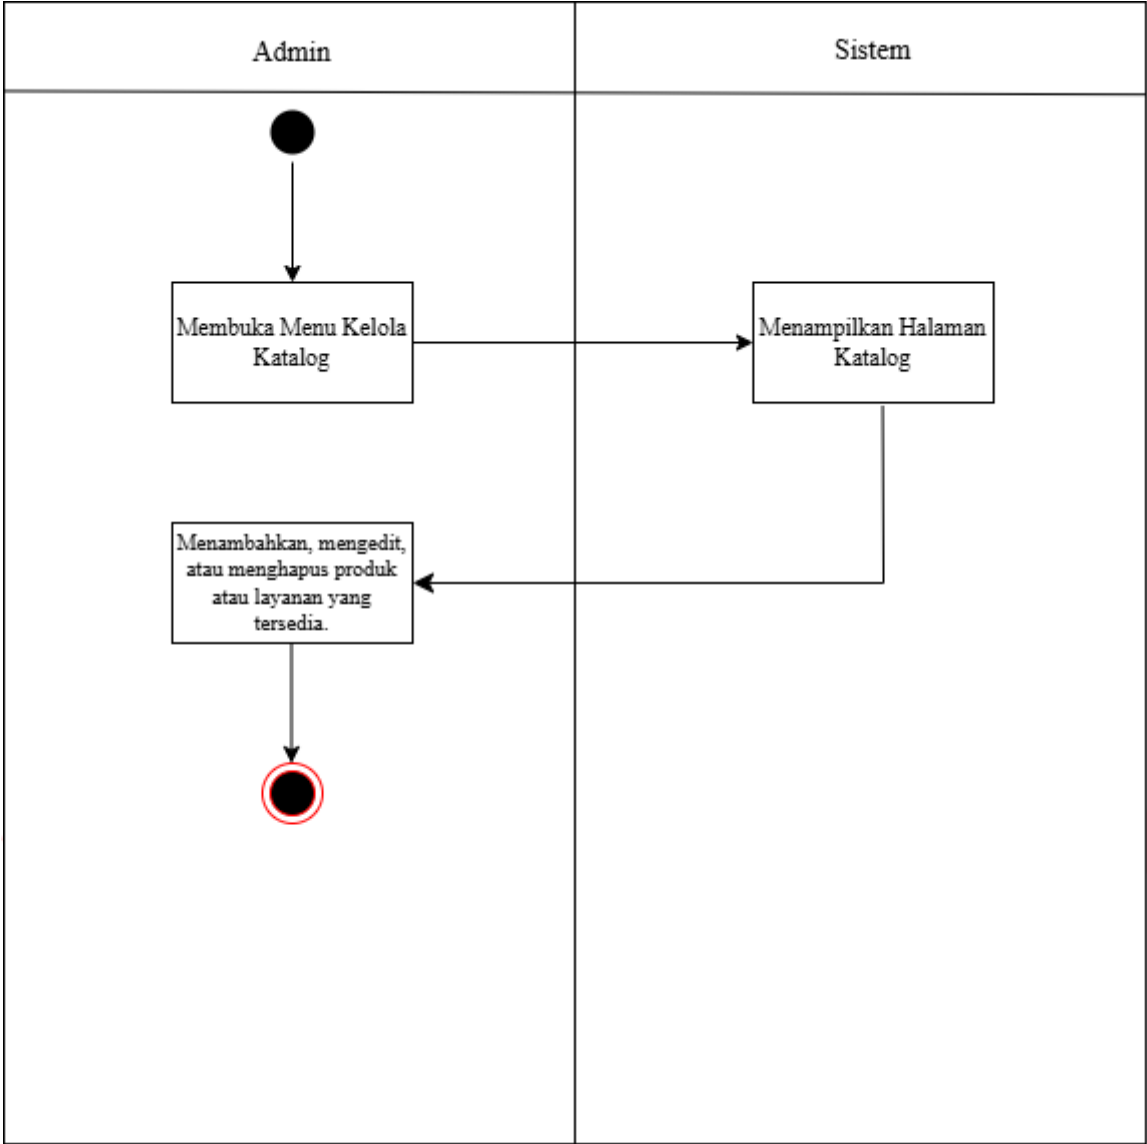 Admin
Sistem
Membuka Menu Kelola
Katalog
Menampilkan Halaman
Katalog
Menambahkan, mengedit,
atau menghapus produk
atau layanan yang
tersedia.